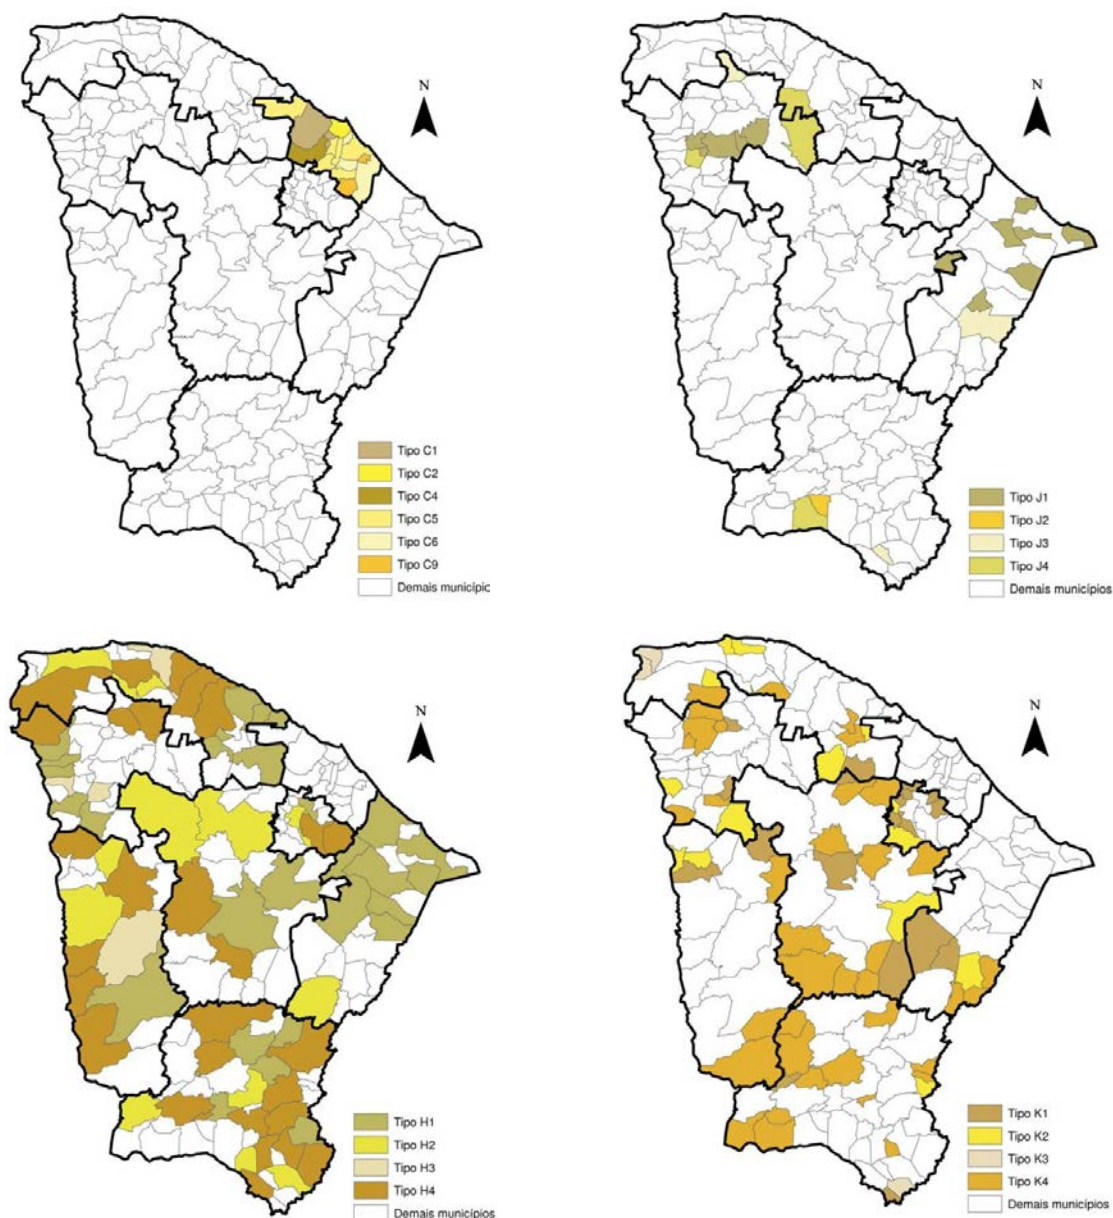 N
Tipo C1
Tipo C2
Tipo C4
Tipo C5
Tipo C6
Tipo C9
Demais municípic
N
Tipo J1
Tipo J2
Tipo J3
Tipo J4
Demais municípios
N
Tipo H1
Tipo H2
Tipo H3
Tipo H4
Demais municípios
N
Tipo K1
Tipo K2
Tipo K3
Tipo K4
Demais municípios